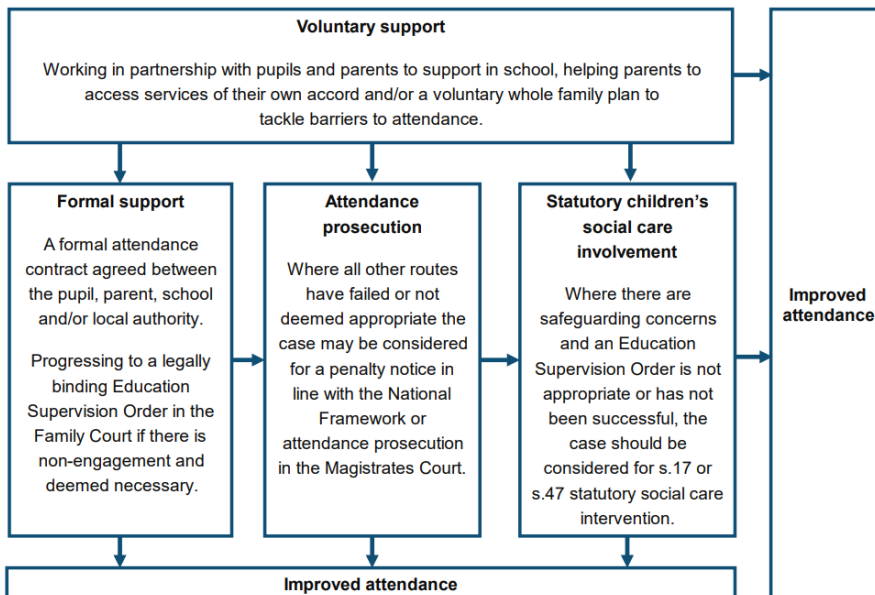 Voluntary support
Working in partnership with pupils and parents to support in school, helping parents to
access services of their own accord and/or a voluntary whole family plan to
tackle barriers to attendance.
Formal support
A formal attendance
contract agreed between
the pupil, parent, school
and/or local authority.
Progressing to a legally
binding Education
Supervision Order in the
Family Court if there is
non-engagement and
deemed necessary.
Attendance
prosecution
Where all other routes
have failed or not
deemed appropriate the
case may be considered
for a penalty notice in
line with the National
Framework or
attendance prosecution
in the Magistrates Court.
Statutory children’s
social care
involvement
Where there are
safeguarding concerns
and an Education
Supervision Order is not
appropriate or has not
been successful, the
case should be
considered for s.17 or
s.47 statutory social care
intervention.
Improved
attendance
Improved attendance